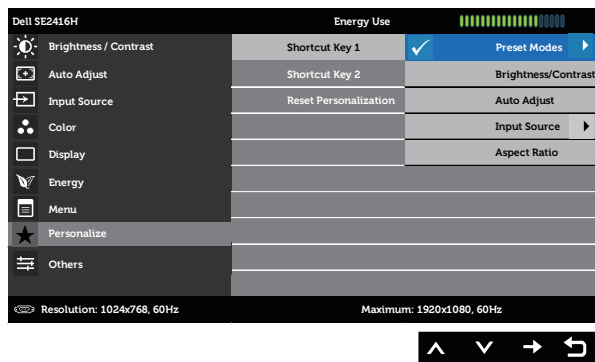 Dell SE2416H Energy Use
Brightness / Contrast Shortcut Key 1 Preset Modes
Auto Adjust Shortcut Key 2 Brightness/Contrast
Input Source Reset Personalization Auto Adjust
Color Input Source
Display Aspect Ratio
Energy
Menu
Personalize
Others
Resolution: 1024x768, 60Hz Maximum: 1920x1080, 60Hz